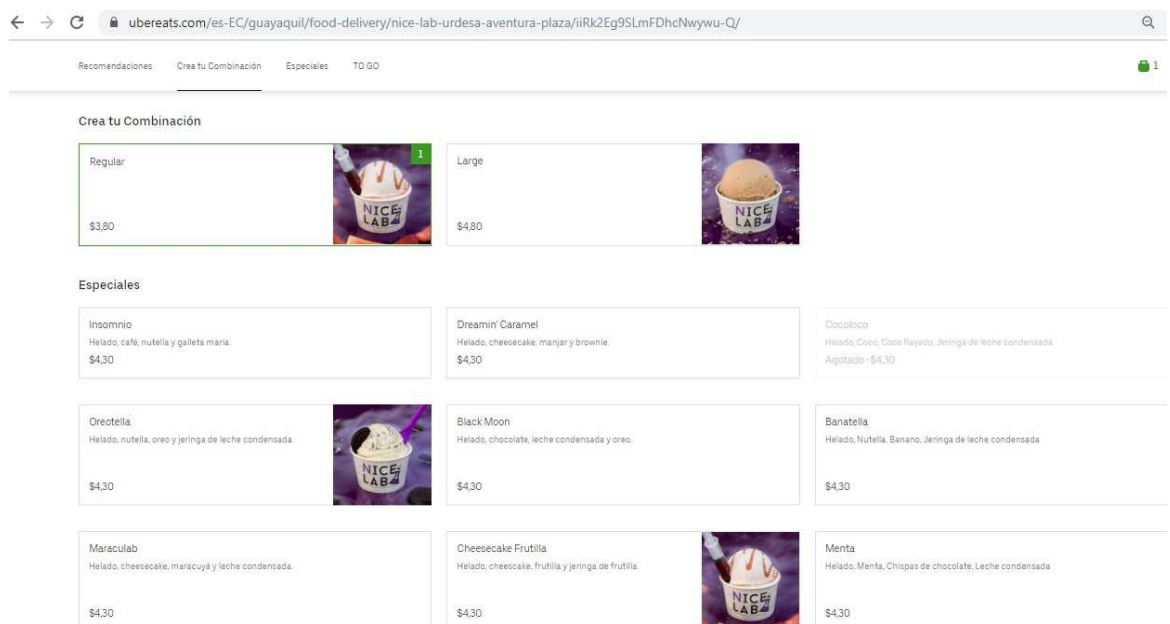 ubereats.com/es-EC/guayaquil/food-delivery/nice-lab-urdesa-aventura-plaza/iiRk2Eg9SLmFDhcNwywu-Q/
Recomendaciones Crea tu Combinación Especiales TO GO 1
Crea tu Combinación
Regular
1
$3,80
NICE
LAB
Large
$4,80
NICE
LAB
Especiales
Insomnio
Helado, café, nutella y galleta maria.
$4,30
Dreamin' Caramel
Helado, cheesecake, manjar y brownie.
$4,30
Cocoloco
Helado, Coco, Coco Rayado, Jeringa de leche condensada
Agotado · $4,30
Oreotella
Helado, nutella, oreo y jeringa de leche condensada.
$4,30
NICE
LAB
Black Moon
Helado, chocolate, leche condensada y oreo.
$4,30
Banatella
Helado, Nutella, Banano, Jeringa de leche condensada
$4,30
Maraculab
Helado, cheesecake, maracuyá y leche condensada.
$4,30
Cheesecake Frutilla
Helado, cheescake, frutilla y jeringa de frutilla.
$4,30
NICE
LAB
Menta
Helado, Menta, Chispas de chocolate, Leche condensada
$4,30